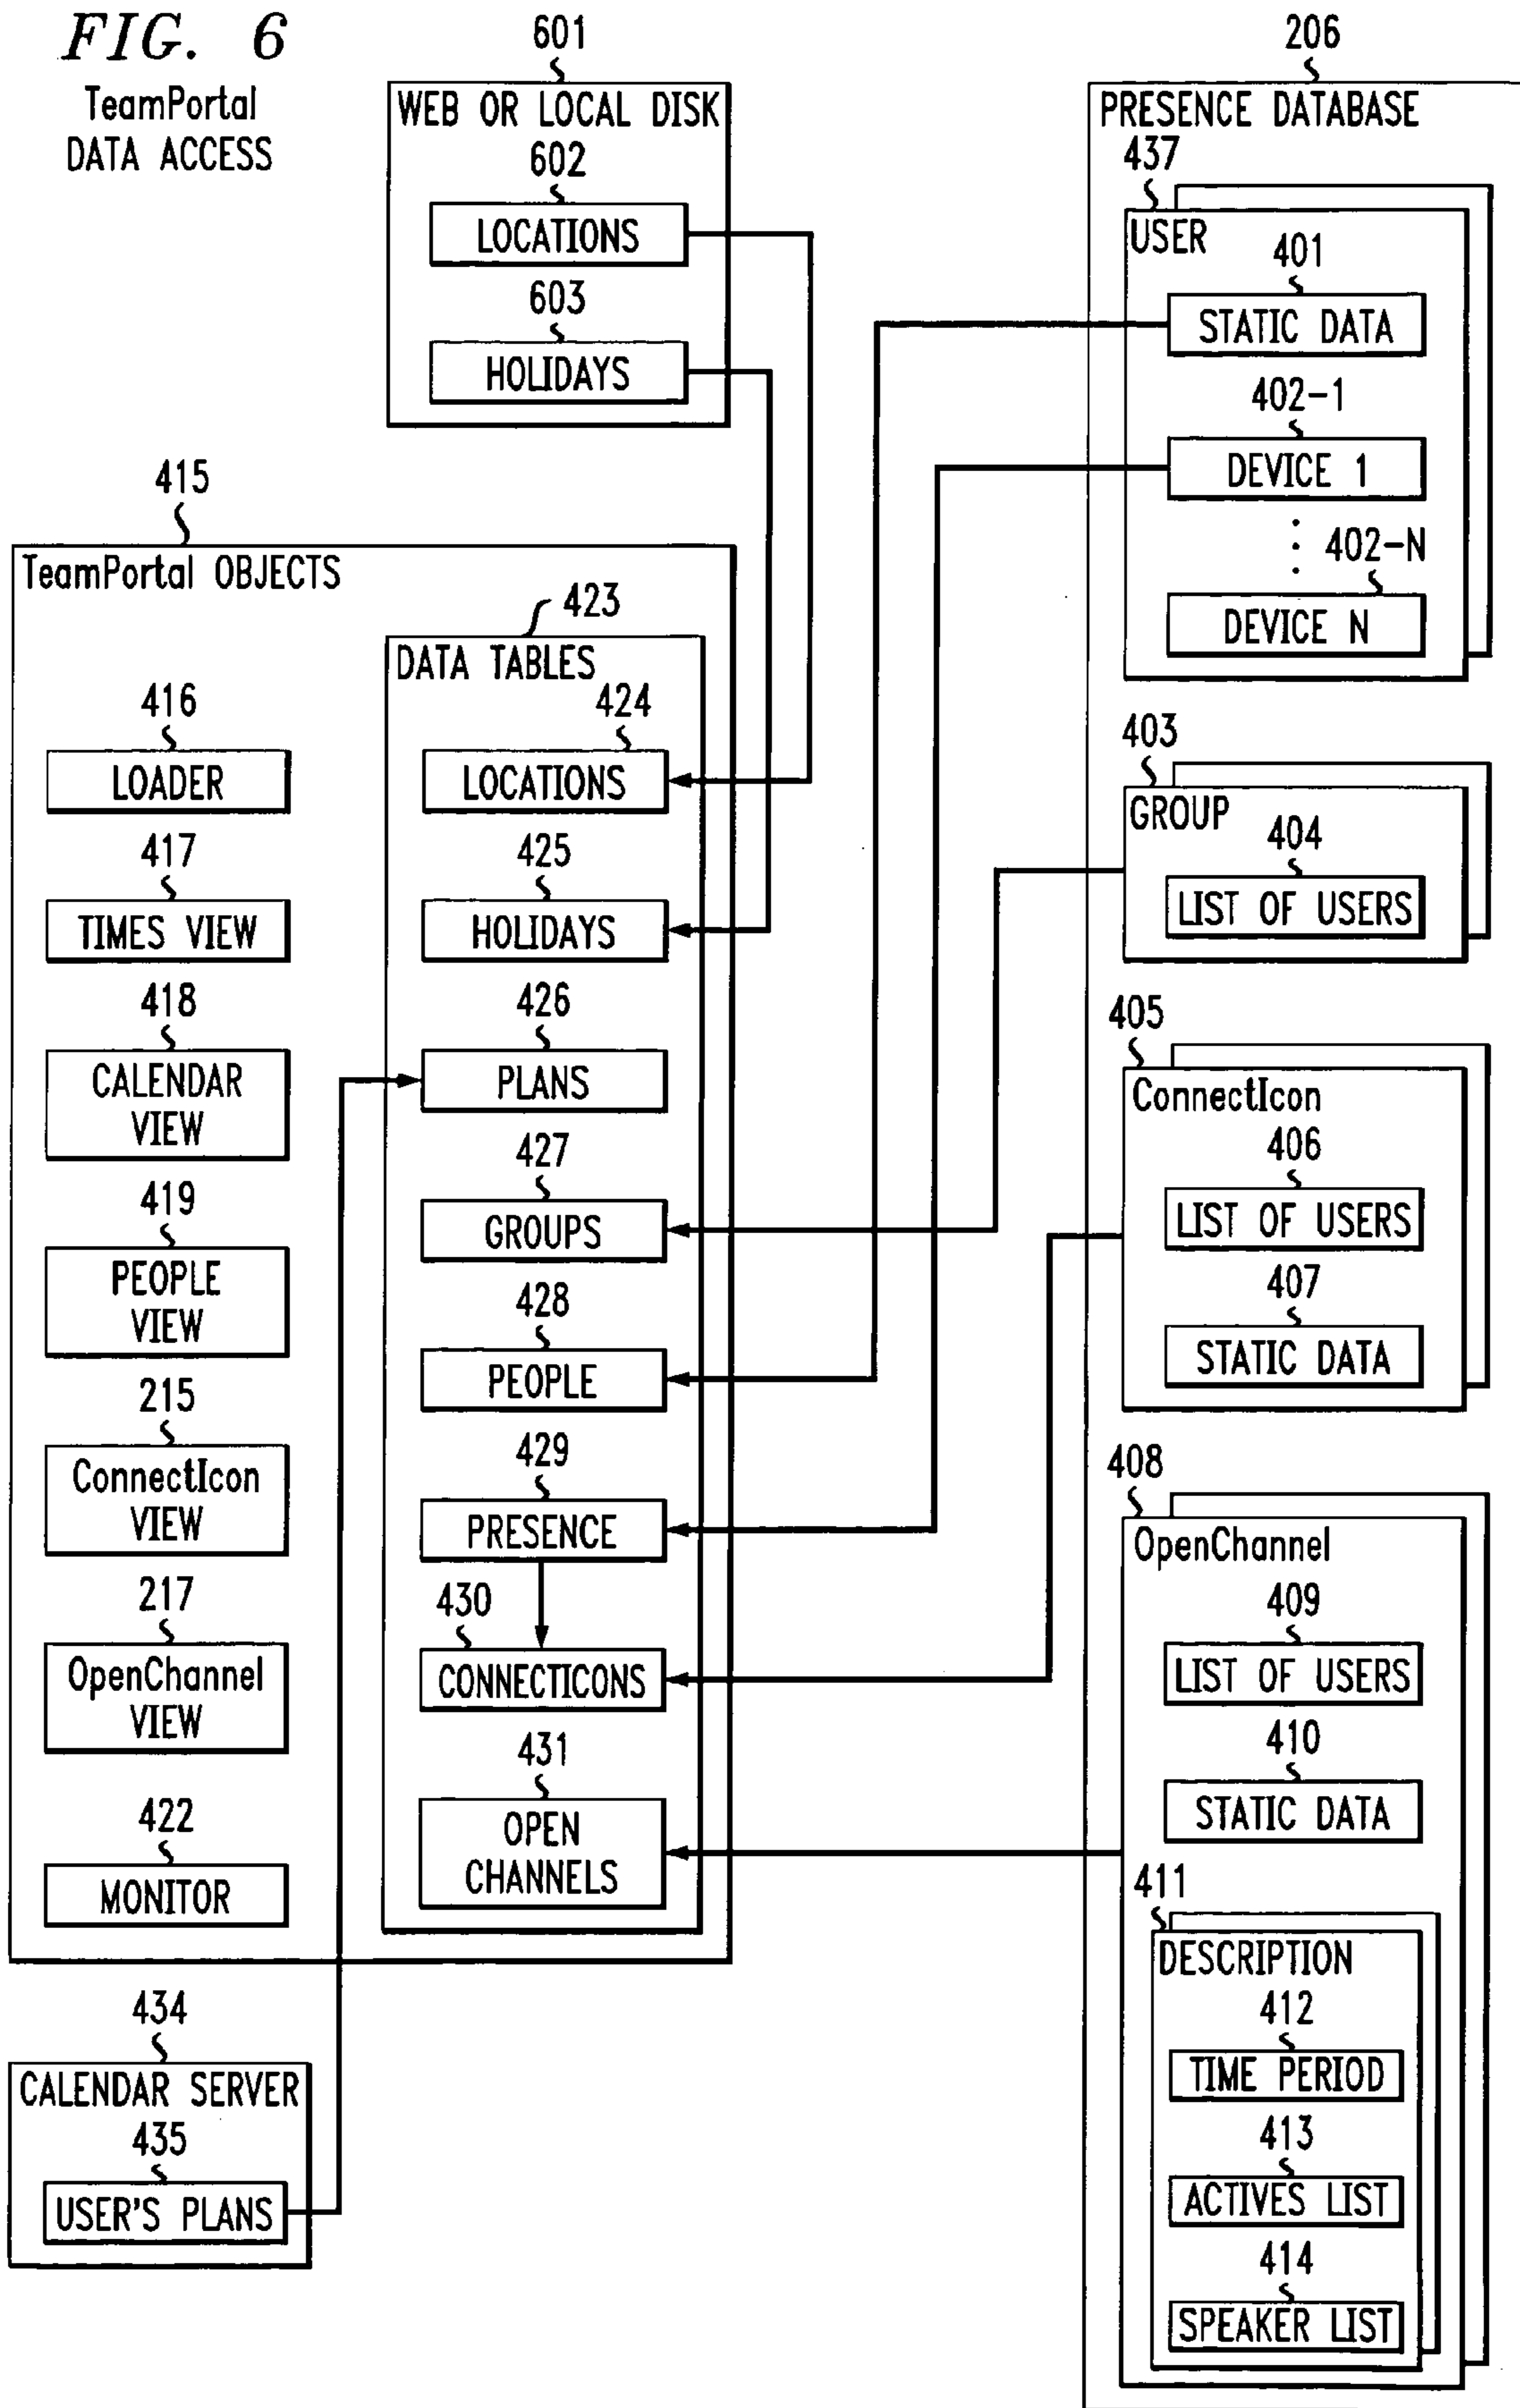 FIG. 6
TeamPortal
DATA ACCESS
601
WEB OR LOCAL DISK
602
LOCATIONS
603
HOLIDAYS
415
TeamPortal OBJECTS
416
LOADER
417
TIMES VIEW
418
CALENDAR
VIEW
419
PEOPLE
VIEW
215
ConnectIcon
VIEW
217
OpenChannel
VIEW
422
MONITOR
423
DATA TABLES
424
LOCATIONS
425
HOLIDAYS
426
PLANS
427
GROUPS
428
PEOPLE
429
PRESENCE
430
CONNECTICONS
431
OPEN
CHANNELS
434
CALENDAR SERVER
435
USER'S PLANS
206
PRESENCE DATABASE
437
USER
401
STATIC DATA
402-1
DEVICE 1
402-N
DEVICE N
403
GROUP
404
LIST OF USERS
405
ConnectIcon
406
LIST OF USERS
407
STATIC DATA
408
OpenChannel
409
LIST OF USERS
410
STATIC DATA
411
DESCRIPTION
412
TIME PERIOD
413
ACTIVES LIST
414
SPEAKER LIST